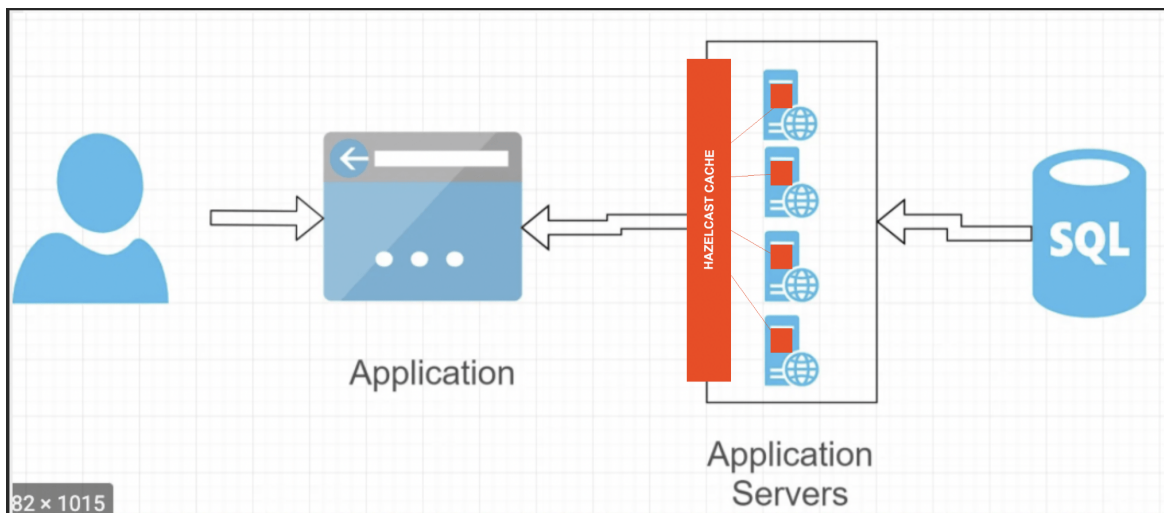 HAZELCAST CACHE
SQL
Application
Application
Servers
82 × 1015